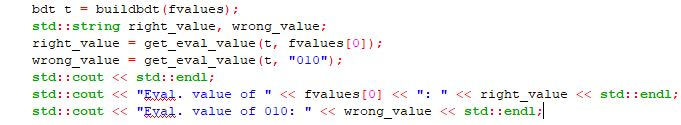 bdt t = buildbdt(fvalues);
std::string right_value, wrong_value;
right_value = get_eval_value(t, fvalues[0]);
wrong_value = get_eval_value(t, "010");
std::cout << std::endl;
std::cout << "Eval. value of " << fvalues[0] << ": " << right_value << std::endl;
std::cout << "Eval. value of 010: " << wrong_value << std::endl;